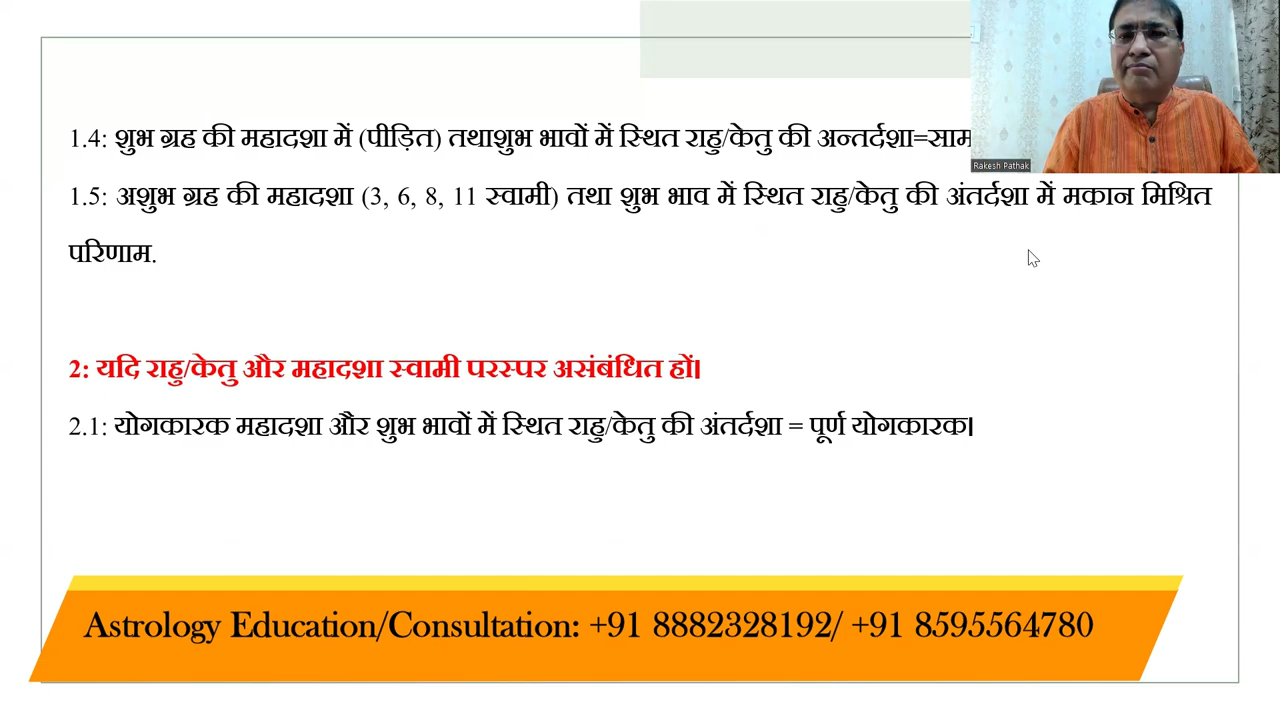 Rakesh Pathak
1.4: शुभ ग्रह की महादशा में (पीड़ित) तथाशुभ भावों में स्थित राहु/केतु की अन्तर्दशा=साम
1.5: अशुभ ग्रह की महादशा (3, 6, 8, 11 स्वामी) तथा शुभ भाव में स्थित राहु/केतु की अंतर्दशा में मकान मिश्रित
परिणाम.
2: यदि राहु/केतु और महादशा स्वामी परस्पर असंबंधित हों।
2.1: योगकारक महादशा और शुभ भावों में स्थित राहु/केतु की अंतर्दशा = पूर्ण योगकारक।
Astrology Education/Consultation: +91 8882328192/ +91 8595564780